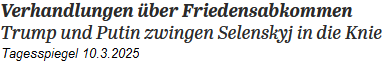 Verhandlungen über Friedensabkommen
Trump und Putin zwingen Selenskyj in die Knie
Tagesspiegel 10.3.2025